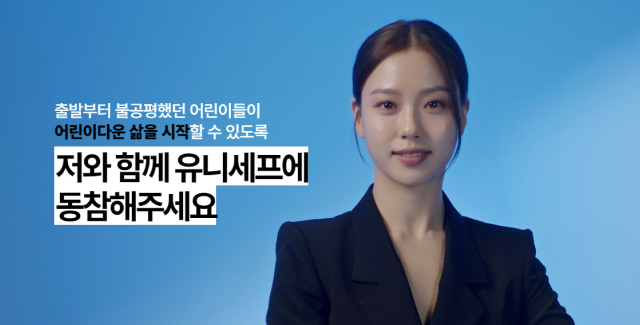 출발부터 불공평했던 어린이들이
어린이다운 삶을 시작할 수 있도록
저와 함께 유니세프에
동참해주세요